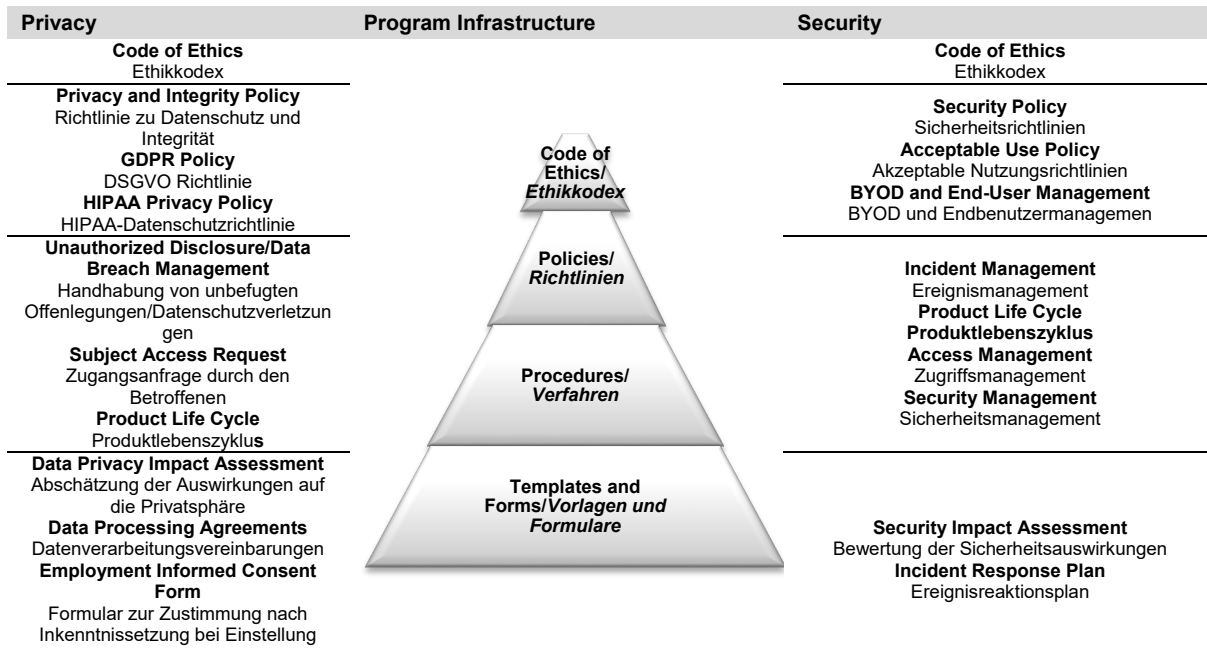 Privacy
Program Infrastructure
Security
Code of Ethics
Ethikkodex
Privacy and Integrity Policy
Richtlinie zu Datenschutz und
Integrität
GDPR Policy
DSGVO Richtlinie
HIPAA Privacy Policy
HIPAA-Datenschutzrichtlinie
Unauthorized Disclosure/Data
Breach Management
Handhabung von unbefugten
Offenlegungen/Datenschutzverletzun
gen
Subject Access Request
Zugangsanfrage durch den
Betroffenen
Product Life Cycle
Produktlebenszyklus
Data Privacy Impact Assessment
Abschätzung der Auswirkungen auf
die Privatsphäre
Data Processing Agreements
Datenverarbeitungsvereinbarungen
Employment Informed Consent
Form
Formular zur Zustimmung nach
Inkenntnissetzung bei Einstellung
Code of
Ethics/
Ethikkodex
Policies/
Richtlinien
Procedures/
Verfahren
Templates and
Forms/Vorlagen und
Formulare
Code of Ethics
Ethikkodex
Security Policy
Sicherheitsrichtlinien
Acceptable Use Policy
Akzeptable Nutzungsrichtlinien
BYOD and End-User Management
BYOD und Endbenutzermanagemen
Incident Management
Ereignismanagement
Product Life Cycle
Produktlebenszyklus
Access Management
Zugriffsmanagement
Security Management
Sicherheitsmanagement
Security Impact Assessment
Bewertung der Sicherheitsauswirkungen
Incident Response Plan
Ereignisreaktionsplan